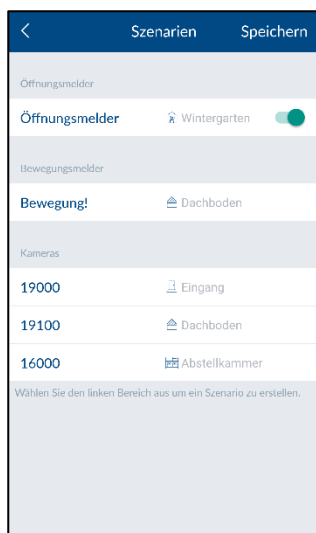 Szenarien Speichern
Öffnungsmelder
Öffnungsmelder Wintergarten
Bewegungsmelder
Bewegung! Dachboden
Kameras
19000 Eingang
19100 Dachboden
16000 Abstellkammer
Wählen Sie den linken Bereich aus um ein Szenario zu erstellen.